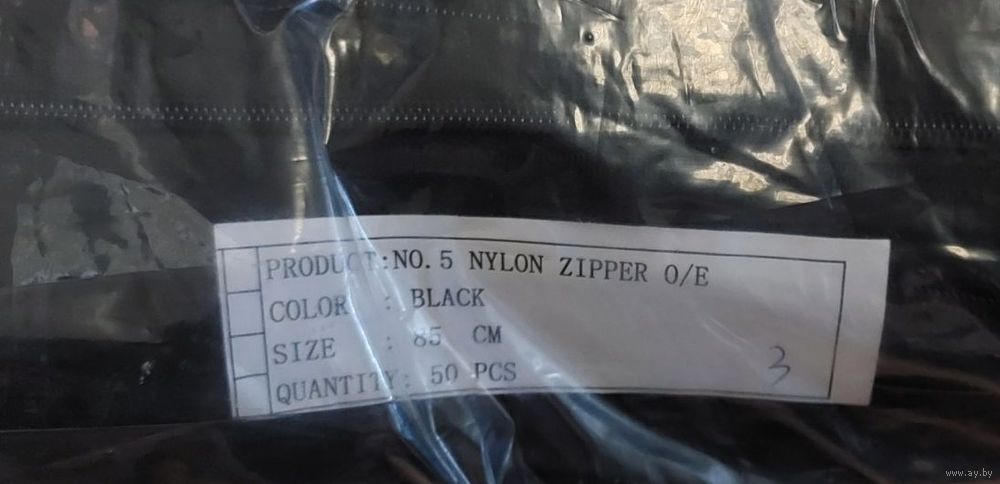 PRODUCT:NO.5 NYLON ZIPPER O/E
COLOR : BLACK
SIZE : 85 CM
QUANTITY: 50 PCS
3
www.ay.by